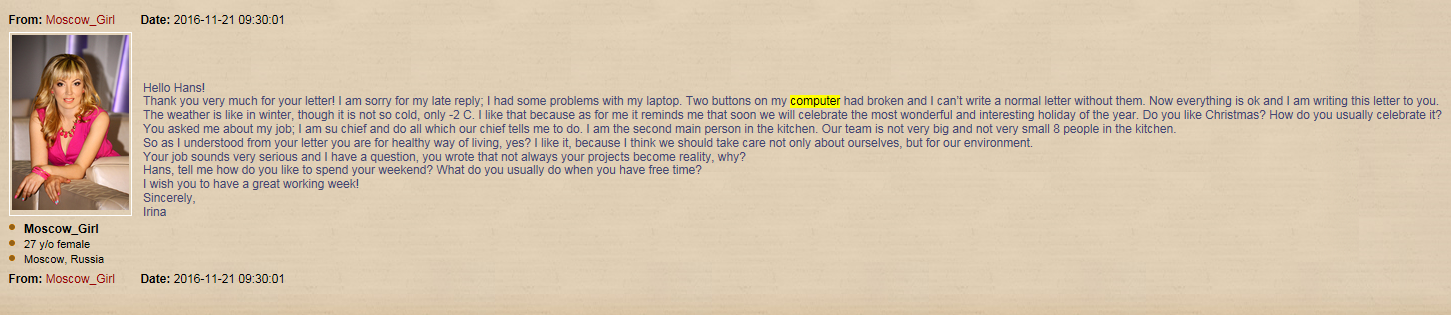 From: Moscow_Girl Date: 2016-11-21 09:30:01
Hello Hans!
Thank you very much for your letter! I am sorry for my late reply; I had some problems with my laptop. Two buttons on my computer had broken and I can't write a normal letter without them. Now everything is ok and I am writing this letter to you.
The weather is like in winter, though it is not so cold, only -2 C. I like that because as for me it reminds me that soon we will celebrate the most wonderful and interesting holiday of the year. Do you like Christmas? How do you usually celebrate it?
You asked me about my job; I am su chief and do all which our chief tells me to do. I am the second main person in the kitchen. Our team is not very big and not very small 8 people in the kitchen.
So as I understood from your letter you are for healthy way of living, yes? I like it, because I think we should take care not only about ourselves, but for our environment.
Your job sounds very serious and I have a question, you wrote that not always your projects become reality, why?
Hans, tell me how do you like to spend your weekend? What do you usually do when you have free time?
I wish you to have a great working week!
Sincerely,
Irina
Moscow_Girl
27 y/o female
Moscow, Russia
From: Moscow_Girl Date: 2016-11-21 09:30:01